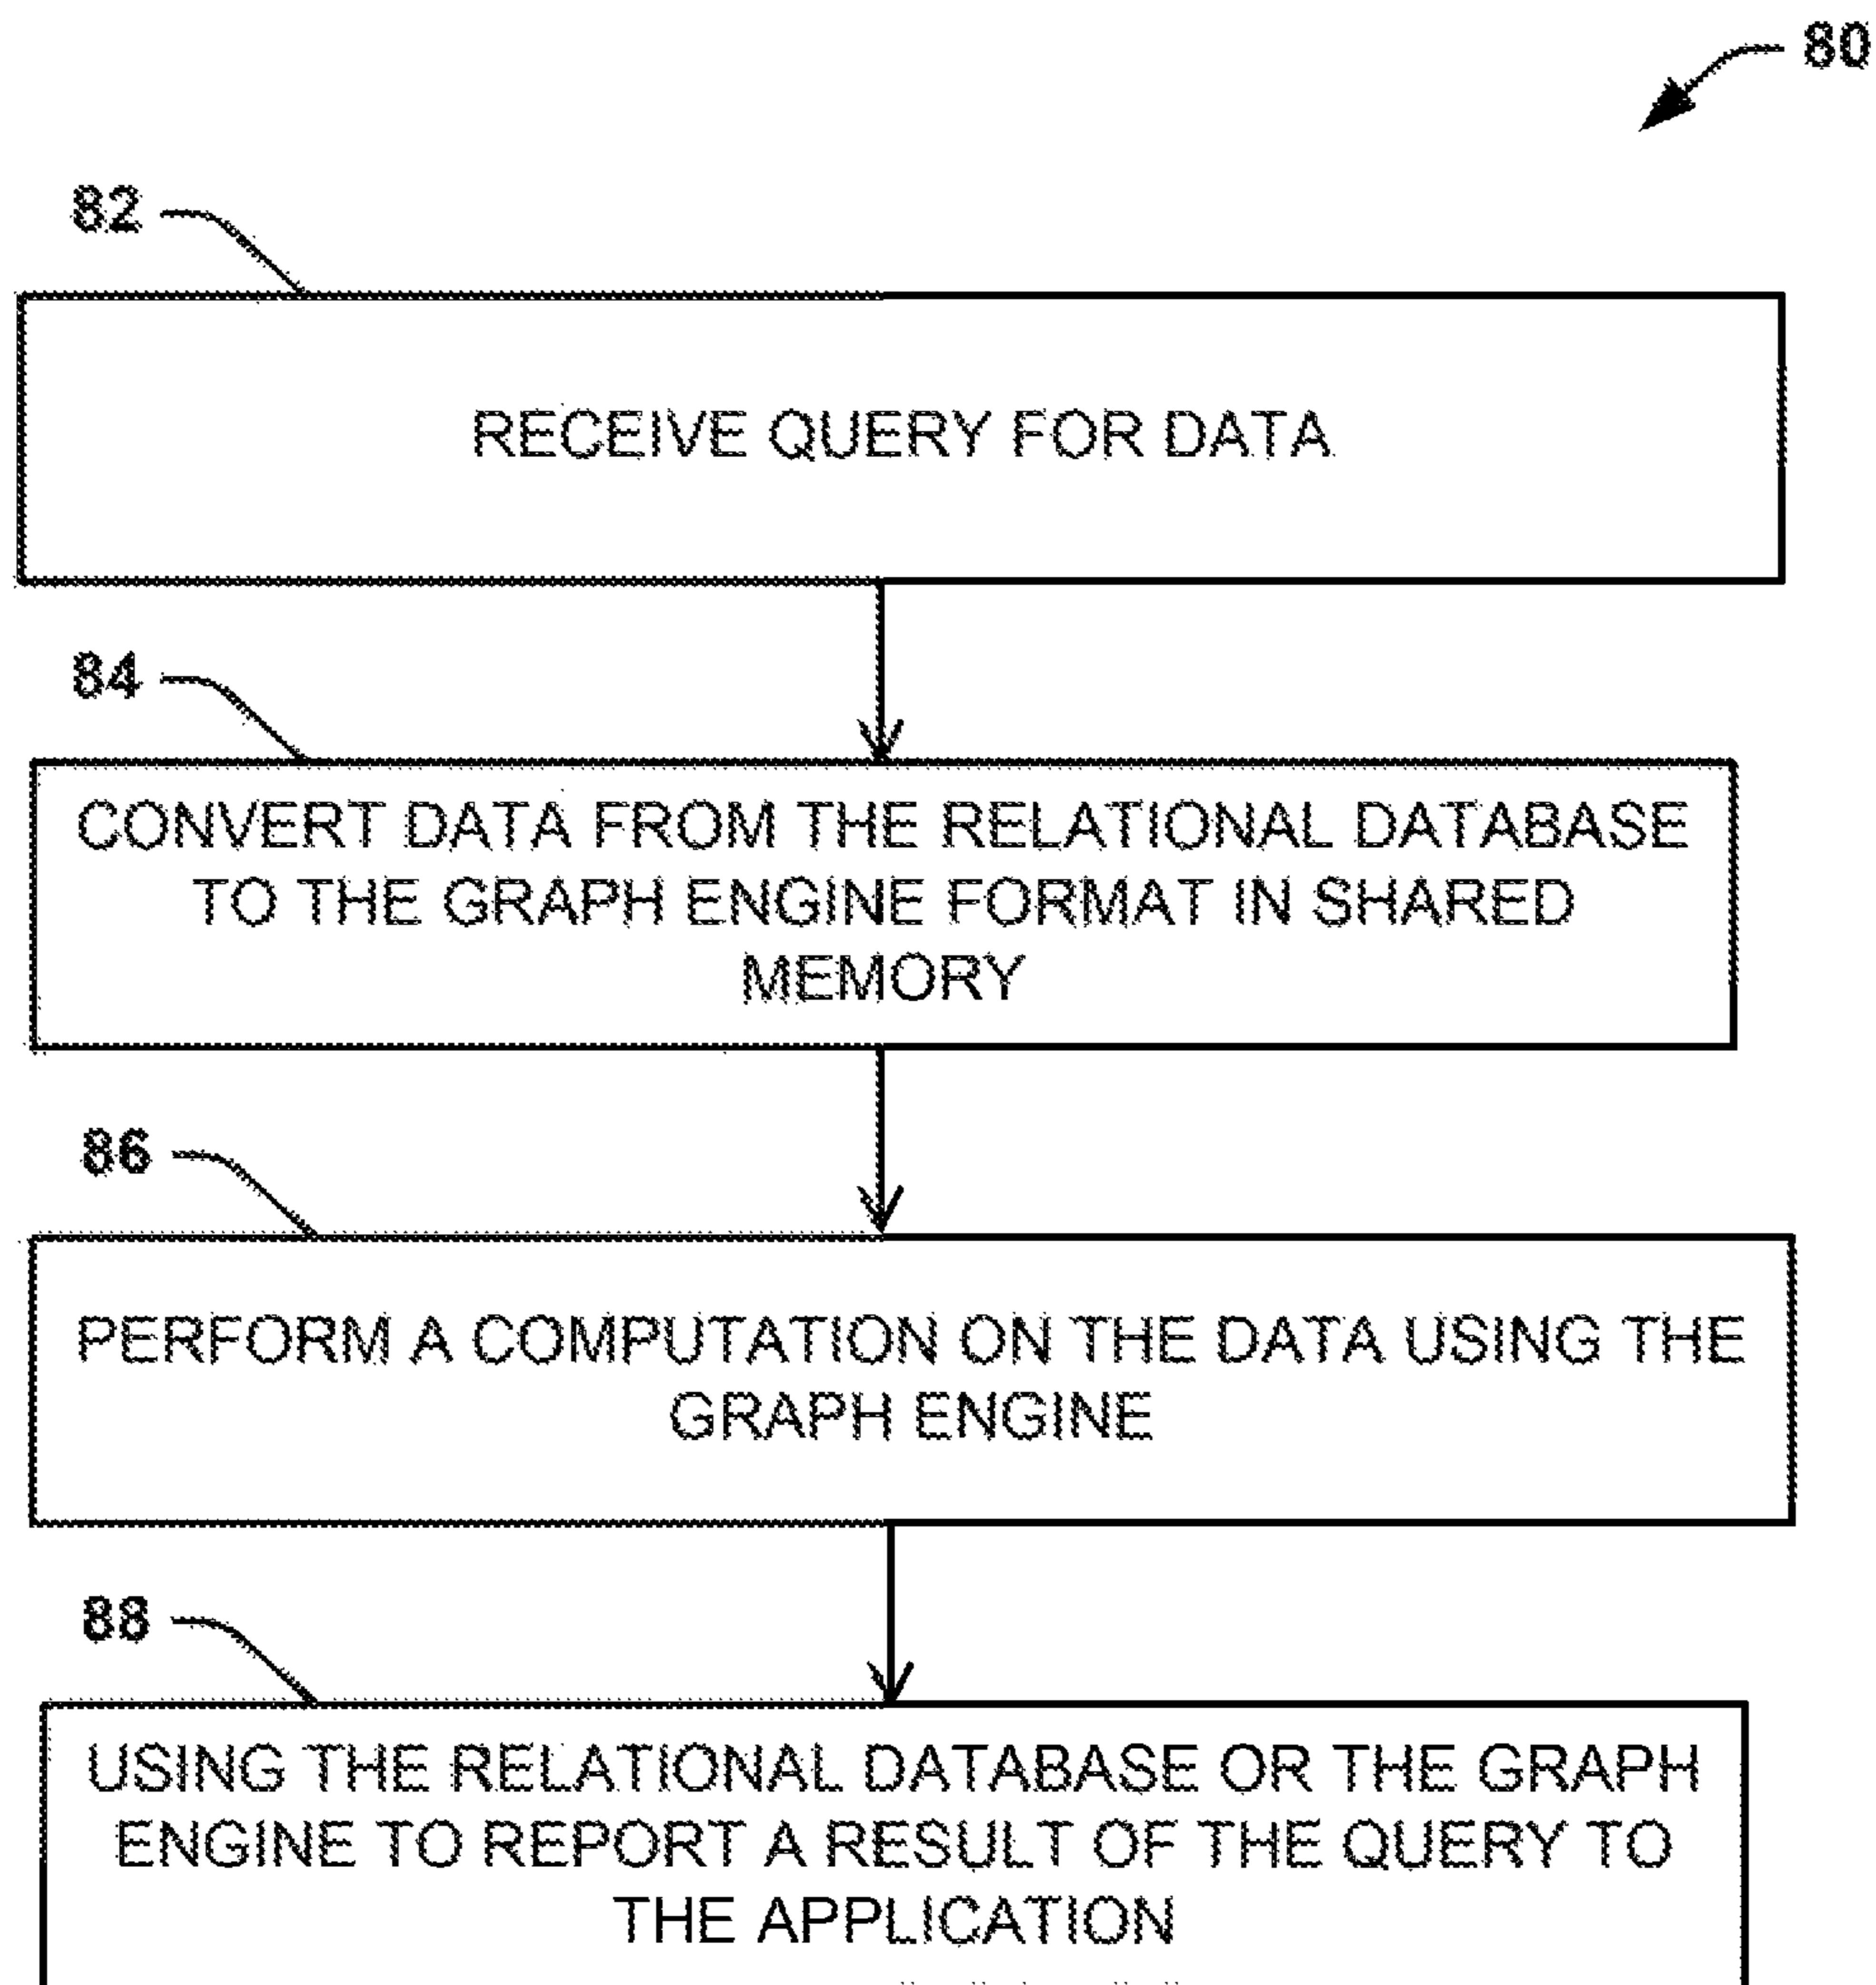 80
82
RECEIVE QUERY FOR DATA
84
CONVERT DATA FROM THE RELATIONAL DATABASE
TO THE GRAPH ENGINE FORMAT IN SHARED
MEMORY
86
PERFORM A COMPUTATION ON THE DATA USING THE
GRAPH ENGINE
88
USING THE RELATIONAL DATABASE OR THE GRAPH
ENGINE TO REPORT A RESULT OF THE QUERY TO
THE APPLICATION